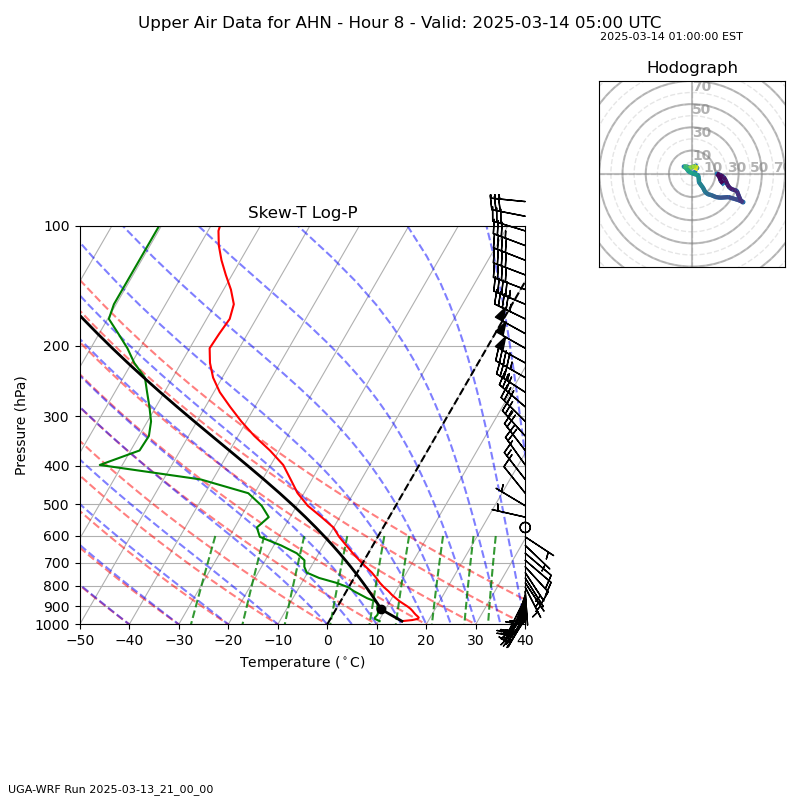 Upper Air Data for AHN - Hour 8 - Valid: 2025-03-14 05:00 UTC
2025-03-14 01:00:00 EST
Hodograph
70
50
30
10
10 30 50 7
Skew-T Log-P
100
200
300
400
500
600
700
800
900
1000
Pressure (hPa)
−50 −40 −30 −20 −10 0 10 20 30 40
Temperature (°C)
UGA-WRF Run 2025-03-13_21_00_00